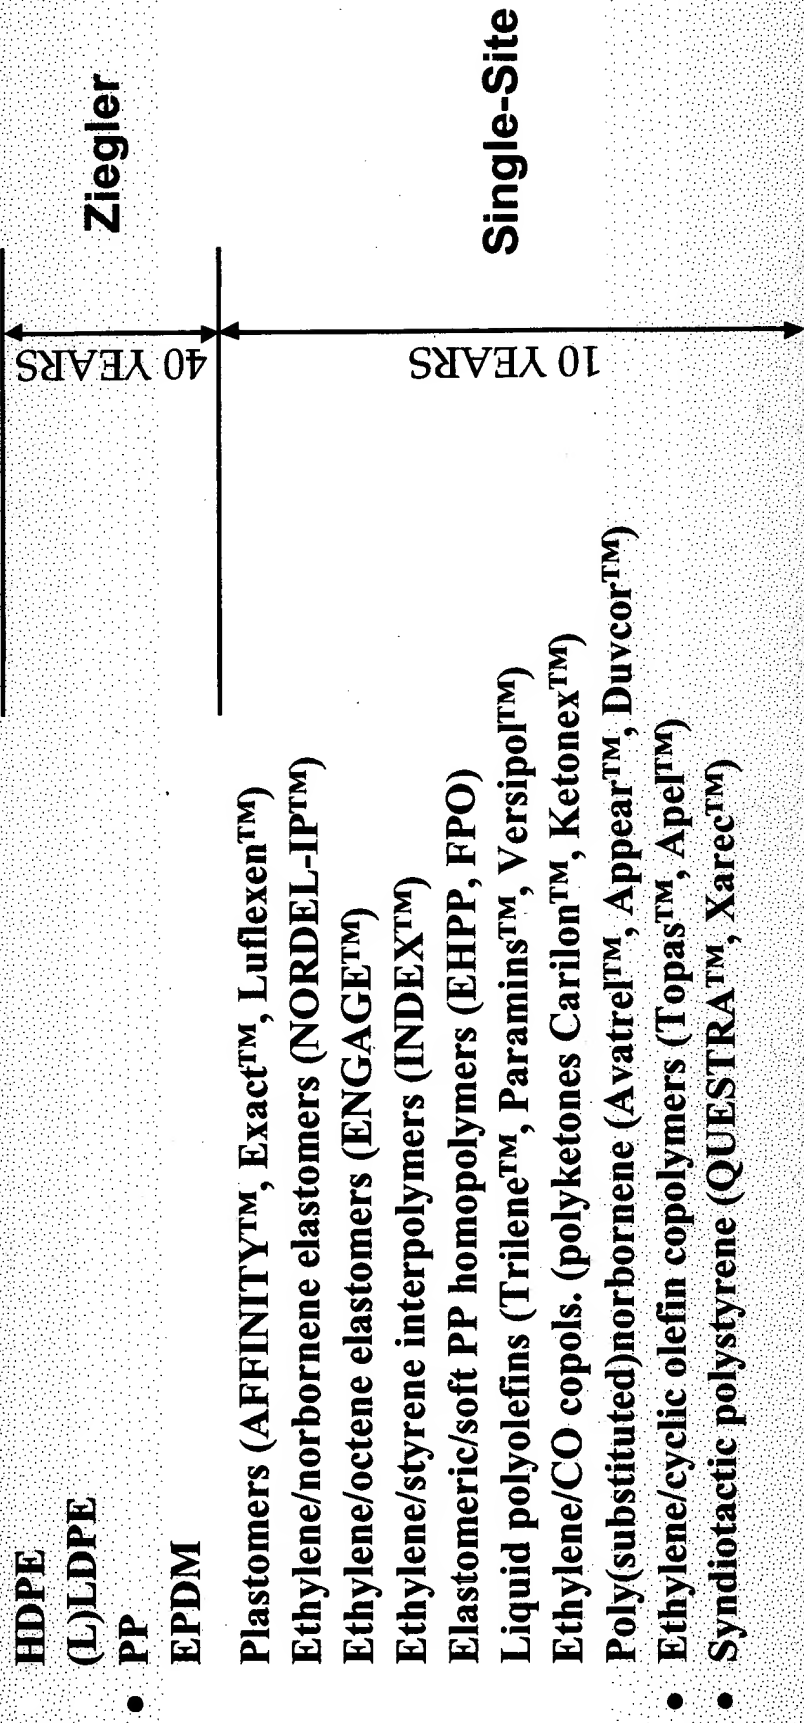 HDPE
(L)LDPE
• PP
EPDM
Plastomers (AFFINITY™, Exact™, Luflexen™)
Ethylene/norbornene elastomers (NORDEL-IP™)
Ethylene/octene elastomers (ENGAGE™)
Ethylene/styrene interpolymers (INDEX™)
Elastomeric/soft PP homopolymers (EHPP, FPO)
Liquid polyolefins (Trilene™, Paramins™, Versipol™)
Ethylene/CO copols. (polyketones Carilon™, Ketonex™)
Poly(substituted)norbornene (Avatrel™, Appear™, Duvcor™)
• Ethylene/cyclic olefin copolymers (Topas™, Apel™)
• Syndiotactic polystyrene (QUESTRA™, Xarec™)
40 YEARS
Ziegler
10 YEARS
Single-Site